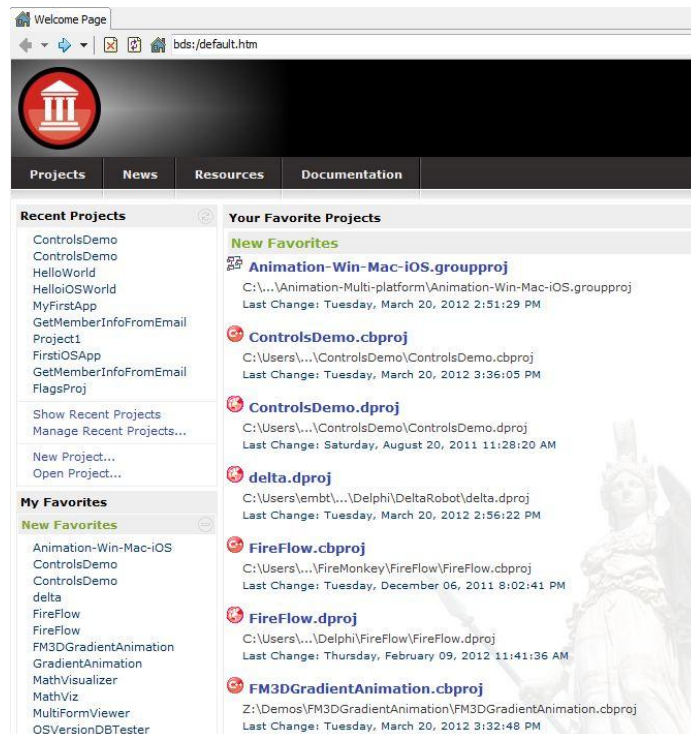 Welcome Page
bds:/default.htm
Projects News Resources Documentation
Recent Projects
ControlsDemo
ControlsDemo
HelloWorld
HelloiOSWorld
MyFirstApp
GetMemberInfoFromEmail
Project1
FirstiOSApp
GetMemberInfoFromEmail
FlagsProj
Show Recent Projects
Manage Recent Projects...
New Project...
Open Project...
My Favorites
New Favorites
Animation-Win-Mac-iOS
ControlsDemo
ControlsDemo
delta
FireFlow
FireFlow
FM3DGradientAnimation
GradientAnimation
MathVisualizer
MathViz
MultiFormViewer
OSVersionDBTester
Your Favorite Projects
New Favorites
Animation-Win-Mac-iOS.groupproj
C:\...\Animation-Multi-platform\Animation-Win-Mac-iOS.groupproj
Last Change: Tuesday, March 20, 2012 2:51:29 PM
ControlsDemo.cbproj
C:\Users\...\ControlsDemo\ControlsDemo.cbproj
Last Change: Tuesday, March 20, 2012 3:36:05 PM
ControlsDemo.dproj
C:\Users\...\ControlsDemo\ControlsDemo.dproj
Last Change: Saturday, August 20, 2011 11:28:20 AM
delta.dproj
C:\Users\embt\...\Delphi\DeltaRobot\delta.dproj
Last Change: Tuesday, March 20, 2012 2:56:22 PM
FireFlow.cbproj
C:\Users\...\FireMonkey\FireFlow\FireFlow.cbproj
Last Change: Tuesday, December 06, 2011 8:02:41 PM
FireFlow.dproj
C:\Users\...\Delphi\FireFlow\FireFlow.dproj
Last Change: Thursday, February 09, 2012 11:41:36 AM
FM3DGradientAnimation.cbproj
Z:\Demos\FM3DGradientAnimation\FM3DGradientAnimation.cbproj
Last Change: Tuesday, March 20, 2012 3:32:48 PM